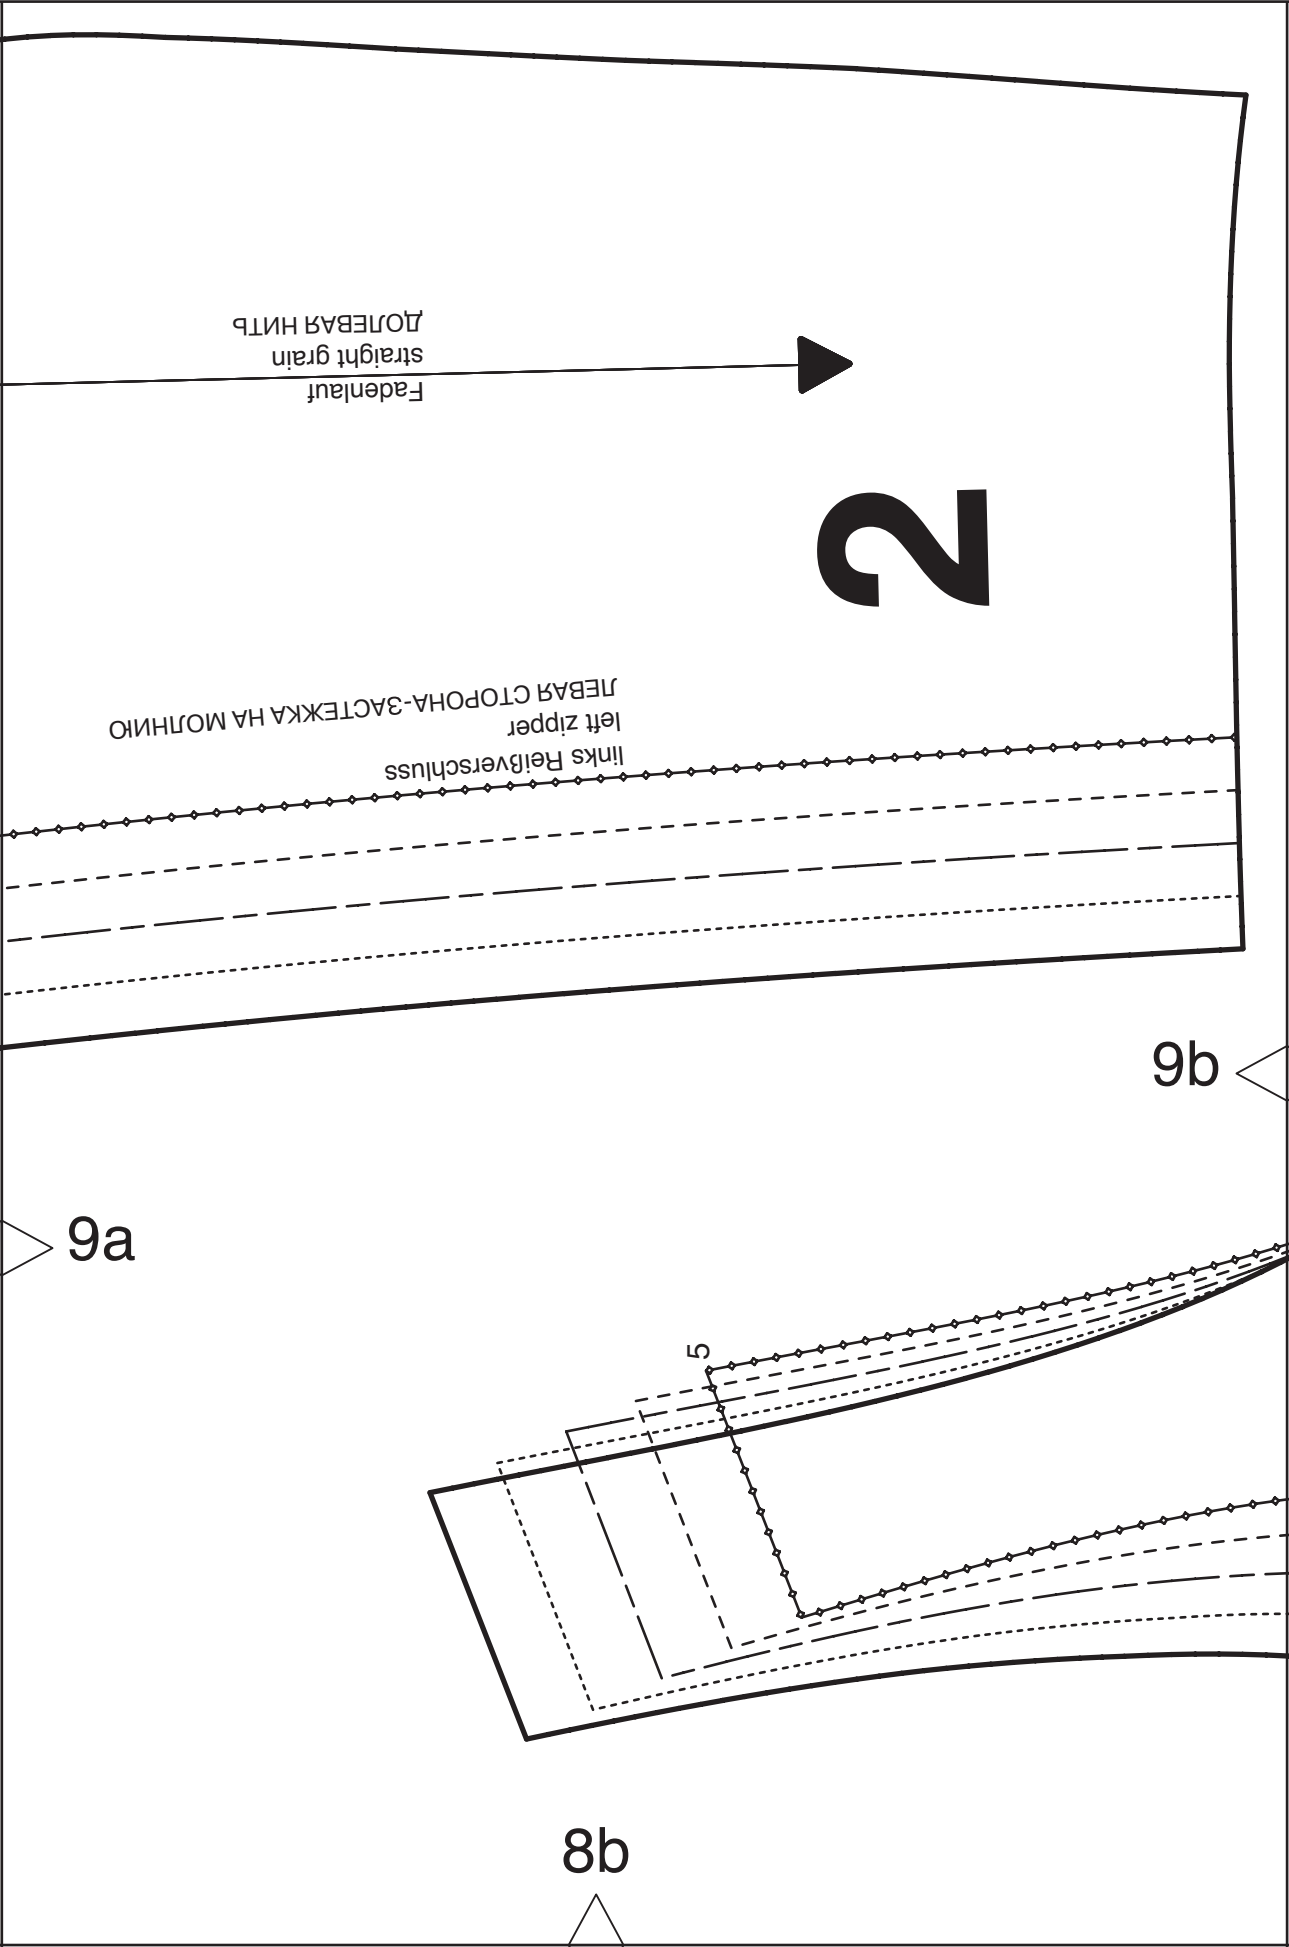 Fadenlauf
straight grain
ДОЛЕВАЯ НИТЬ
2
links Reißverschluss
left zipper
ЛЕВАЯ СТОРОНА-ЗАСТЕЖКА НА МОЛНИЮ
9b
9a
5
8b